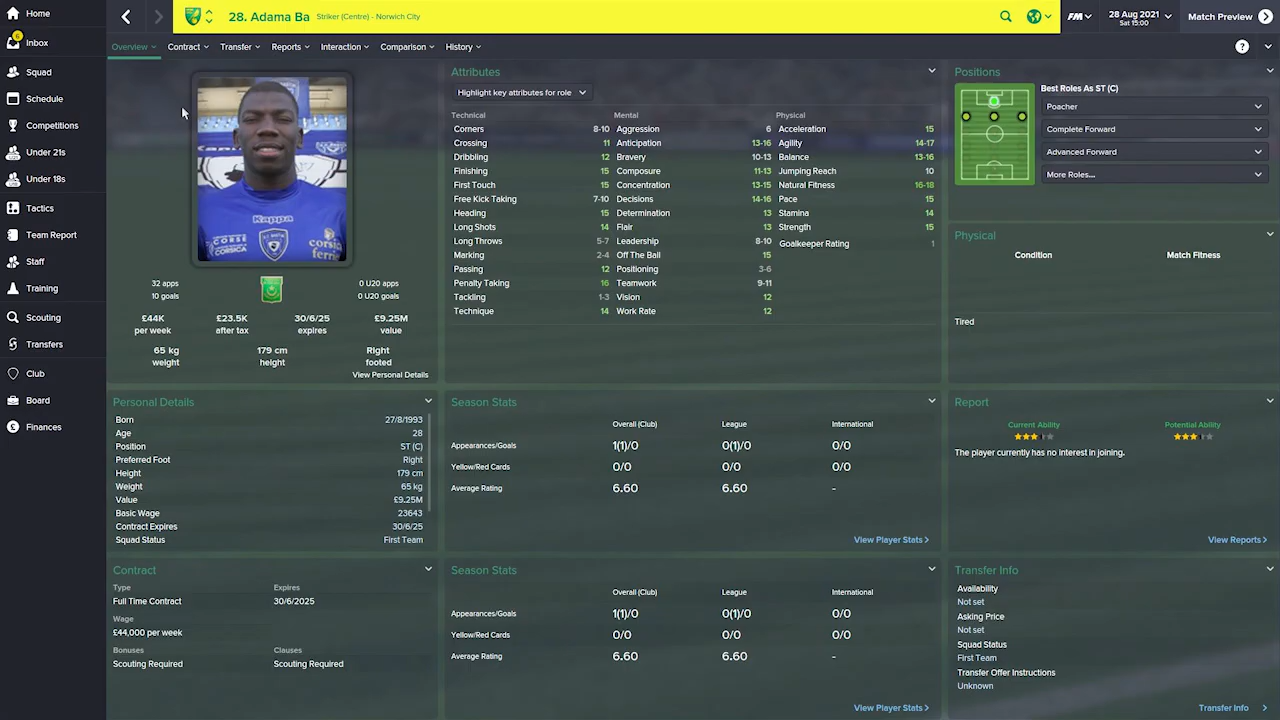 Home
6
Inbox
Squad
Schedule
Competitions
Under 21s
Under 18s
Tactics
Team Report
Staff
Training
Scouting
Transfers
Club
Board
Finances
28. Adama Ba
Striker (Centre) - Norwich City
FM
28 Aug 2021
Sat 15:00
Match Preview
Overview
Contract
Transfer
Reports
Interaction
Comparison
History
?
Kappa
CORSE
CORSICA
corsica
ferries
32 apps
10 goals
0 U20 apps
0 U20 goals
£44K
per week
£23.5K
after tax
30/6/25
expires
£9.25M
value
65 kg
weight
179 cm
height
Right
footed
View Personal Details
Attributes
Highlight key attributes for role
Technical
Corners 8-10
Crossing 11
Dribbling 12
Finishing 15
First Touch 15
Free Kick Taking 7-10
Heading 15
Long Shots 14
Long Throws 5-7
Marking 2-4
Passing 12
Penalty Taking 16
Tackling 1-3
Technique 14
Mental
Aggression 6
Anticipation 13-16
Bravery 10-13
Composure 11-13
Concentration 13-15
Decisions 14-16
Determination 13
Flair 13
Leadership 8-10
Off The Ball 15
Positioning 3-6
Teamwork 9-11
Vision 12
Work Rate 12
Physical
Acceleration 15
Agility 14-17
Balance 13-16
Jumping Reach 10
Natural Fitness 16-18
Pace 15
Stamina 14
Strength 15
Goalkeeper Rating 1
Positions
Best Roles As ST (C)
Poacher
Complete Forward
Advanced Forward
More Roles...
Physical
Condition Match Fitness
Tired
Personal Details
Born 27/8/1993
Age 28
Position ST (C)
Preferred Foot Right
Height 179 cm
Weight 65 kg
Value £9.25M
Basic Wage 23643
Contract Expires 30/6/25
Squad Status First Team
Season Stats
Overall (Club) League International
Appearances/Goals 1(1)/0 0(1)/0 0/0
Yellow/Red Cards 0/0 0/0 0/0
Average Rating 6.60 6.60 -
View Player Stats
Report
Current Ability Potential Ability
The player currently has no interest in joining.
View Reports
Contract
Type Expires
Full Time Contract 30/6/2025
Wage
£44,000 per week
Bonuses Clauses
Scouting Required Scouting Required
Season Stats
Overall (Club) League International
Appearances/Goals 1(1)/0 0(1)/0 0/0
Yellow/Red Cards 0/0 0/0 0/0
Average Rating 6.60 6.60 -
View Player Stats
Transfer Info
Availability
Not set
Asking Price
Not set
Squad Status
First Team
Transfer Offer Instructions
Unknown
Transfer Info